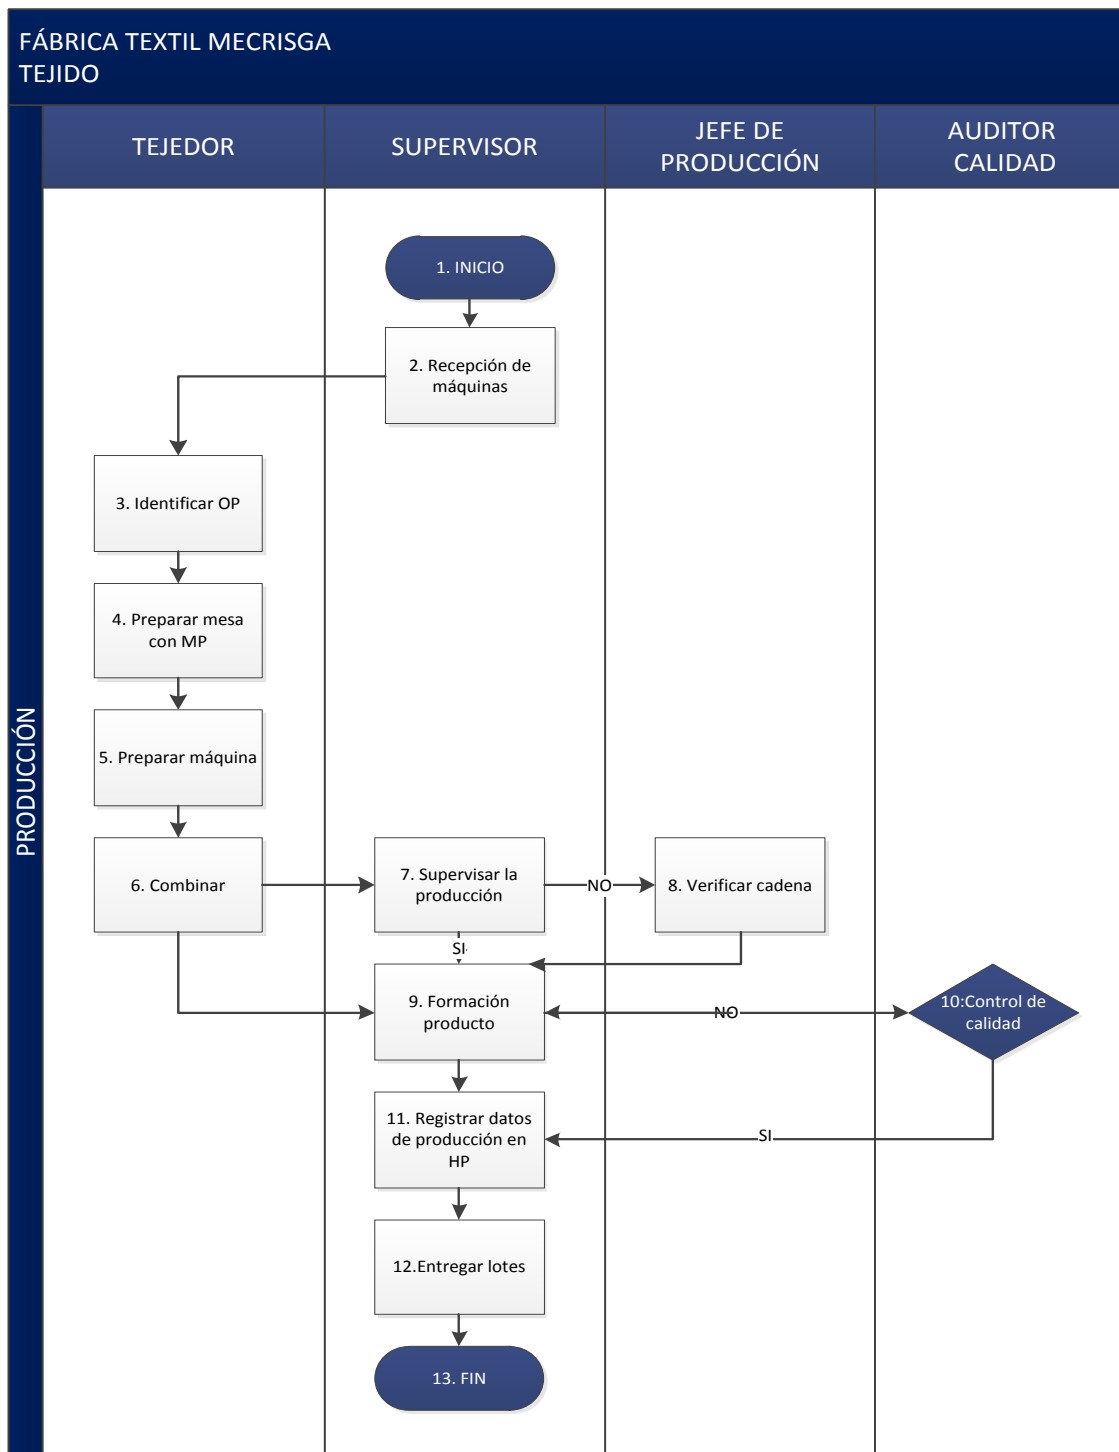 FÁBRICA TEXTIL MECRISGA
TEJIDO
PRODUCCIÓN
TEJEDOR
SUPERVISOR
JEFE DE
PRODUCCIÓN
AUDITOR
CALIDAD
1. INICIO
2. Recepción de
máquinas
3. Identificar OP
4. Preparar mesa
con MP
5. Preparar máquina
6. Combinar
7. Supervisar la
producción
NO
8. Verificar cadena
SI
9. Formación
producto
NO
10:Control de
calidad
11. Registrar datos
de producción en
HP
SI
12.Entregar lotes
13. FIN